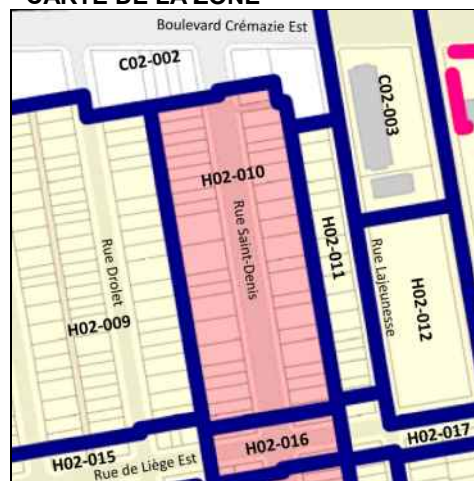 CARTE DE LA ZONE
Boulevard Crémazie Est
C02-002
C02-003
H02-010
Rue Saint-Denis
H02-011
Rue Drolet
Rue Lajeunesse
H02-009
H02-012
H02-015
Rue de Liège Est
H02-016
H02-017